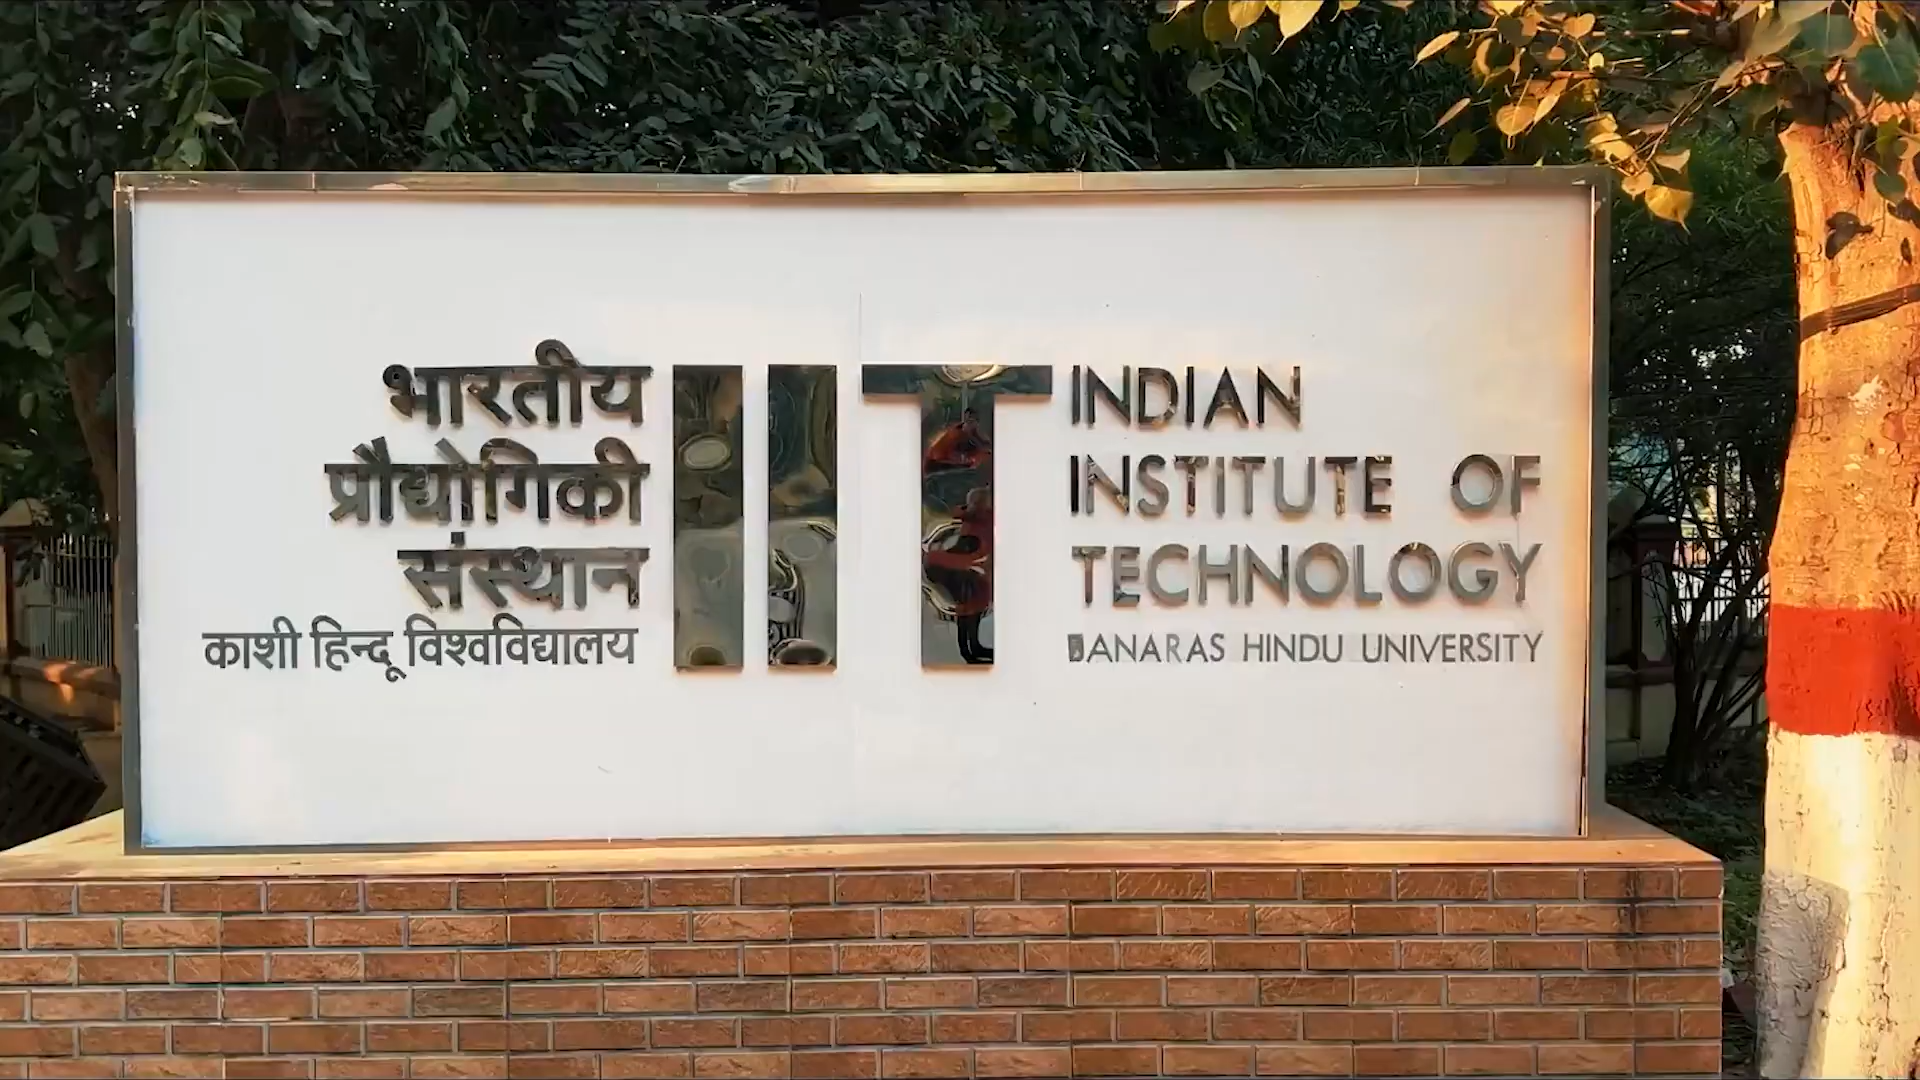 भारतीय
प्रौद्योगिकी
संस्थान
काशी हिन्दू विश्वविद्यालय
IIT
INDIAN
INSTITUTE OF
TECHNOLOGY
BANARAS HINDU UNIVERSITY